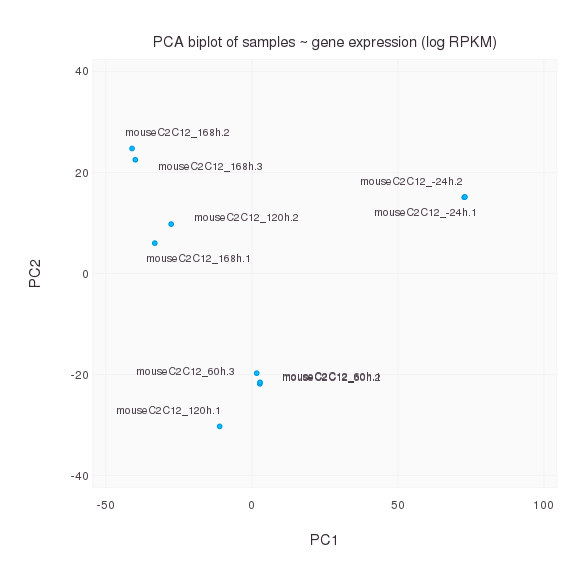 PCA biplot of samples ~ gene expression (log RPKM)
40
mouseC2C12_168h.2
mouseC2C12_168h.3
20
mouseC2C12_-24h.2
mouseC2C12_-24h.1
mouseC2C12_120h.2
mouseC2C12_168h.1
0
PC2
mouseC2C12_60h.3
-20
mouseC2C12_120h.1
-40
-50
0
50
100
PC1